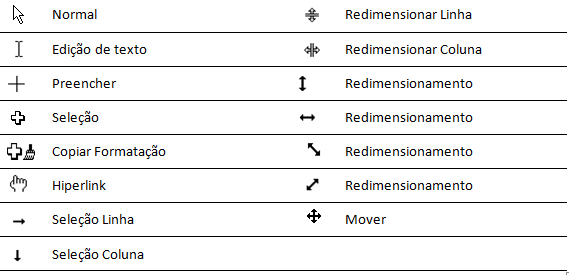 Normal Redimensionar Linha
Edição de texto Redimensionar Coluna
Preencher Redimensionamento
Seleção Redimensionamento
Copiar Formatação Redimensionamento
Hiperlink Redimensionamento
Seleção Linha Mover
Seleção Coluna